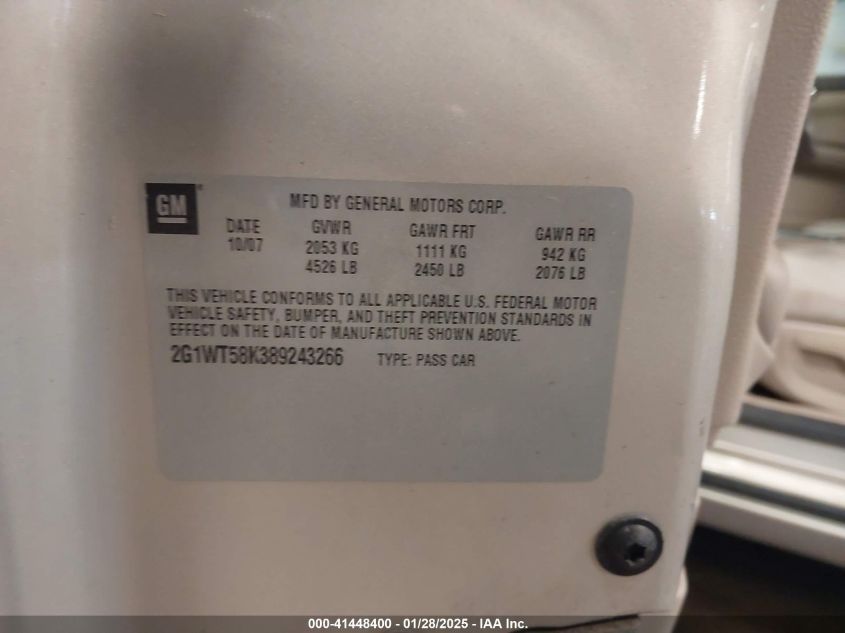 GM
MFD BY GENERAL MOTORS CORP.
DATE GVWR GAWR FRT GAWR RR
10/07 2053 KG 1111 KG 942 KG
4526 LB 2450 LB 2076 LB
THIS VEHICLE CONFORMS TO ALL APPLICABLE U.S. FEDERAL MOTOR
VEHICLE SAFETY, BUMPER, AND THEFT PREVENTION STANDARDS IN
EFFECT ON THE DATE OF MANUFACTURE SHOWN ABOVE.
2G1WT58K389243266 TYPE: PASS CAR
000-41448400 - 01/28/2025 - IAA Inc.